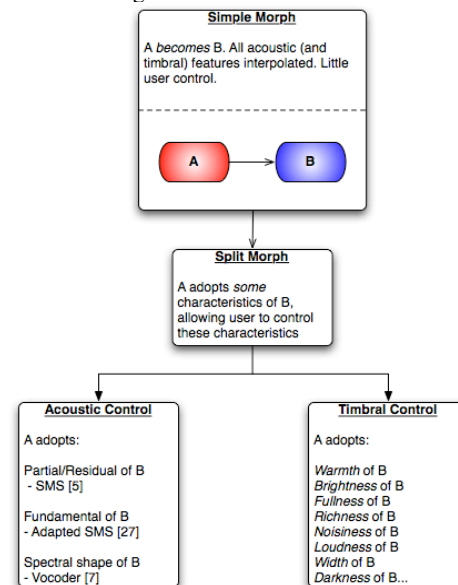 Simple Morph
A becomes B. All acoustic (and
timbral) features interpolated. Little
user control.
A
B
Split Morph
A adopts some
characteristics of B,
allowing user to control
these characteristics
Acoustic Control
A adopts:
Partial/Residual of B
- SMS [5]
Fundamental of B
- Adapted SMS [27]
Spectral shape of B
- Vocoder [7]
Timbral Control
A adopts:
Warmth of B
Brightness of B
Fullness of B
Richness of B
Noisiness of B
Loudness of B
Width of B
Darkness of B...